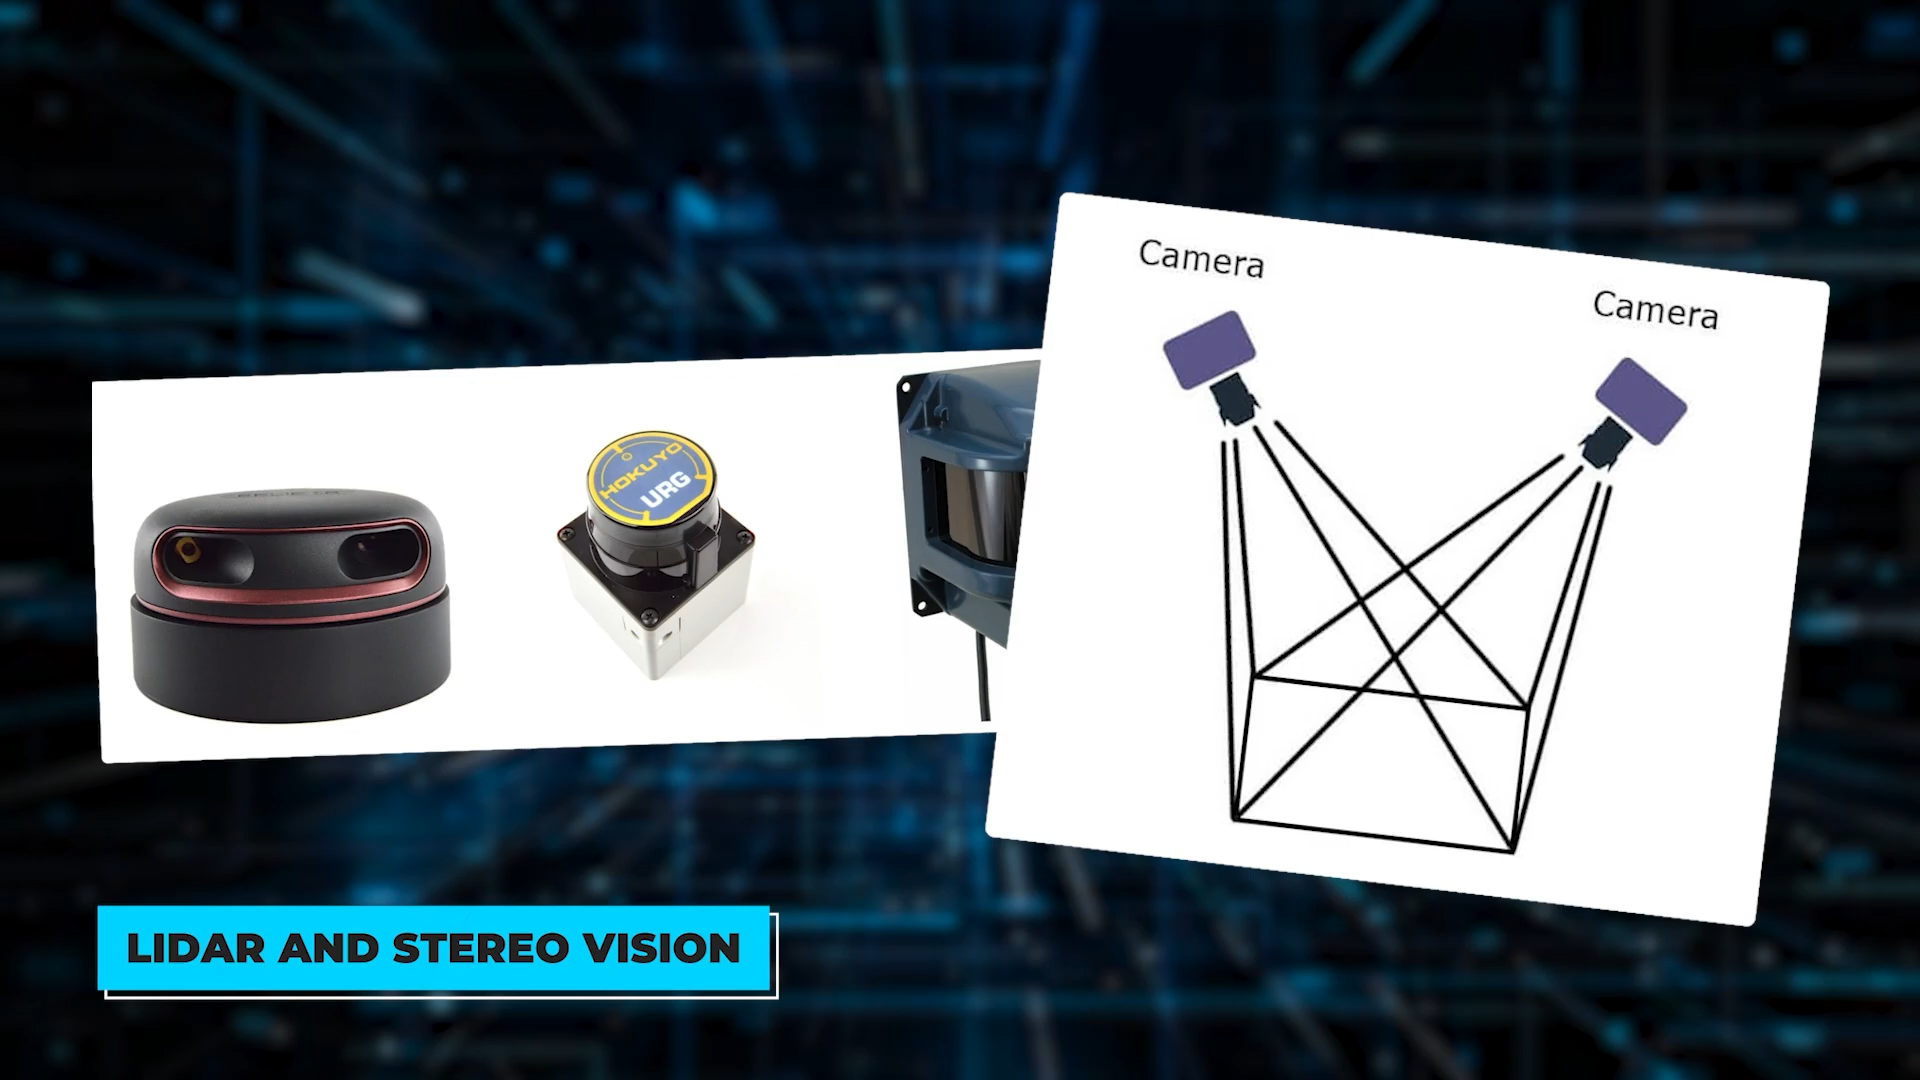 Camera
Camera
HOKUYO
URG
LIDAR AND STEREO VISION